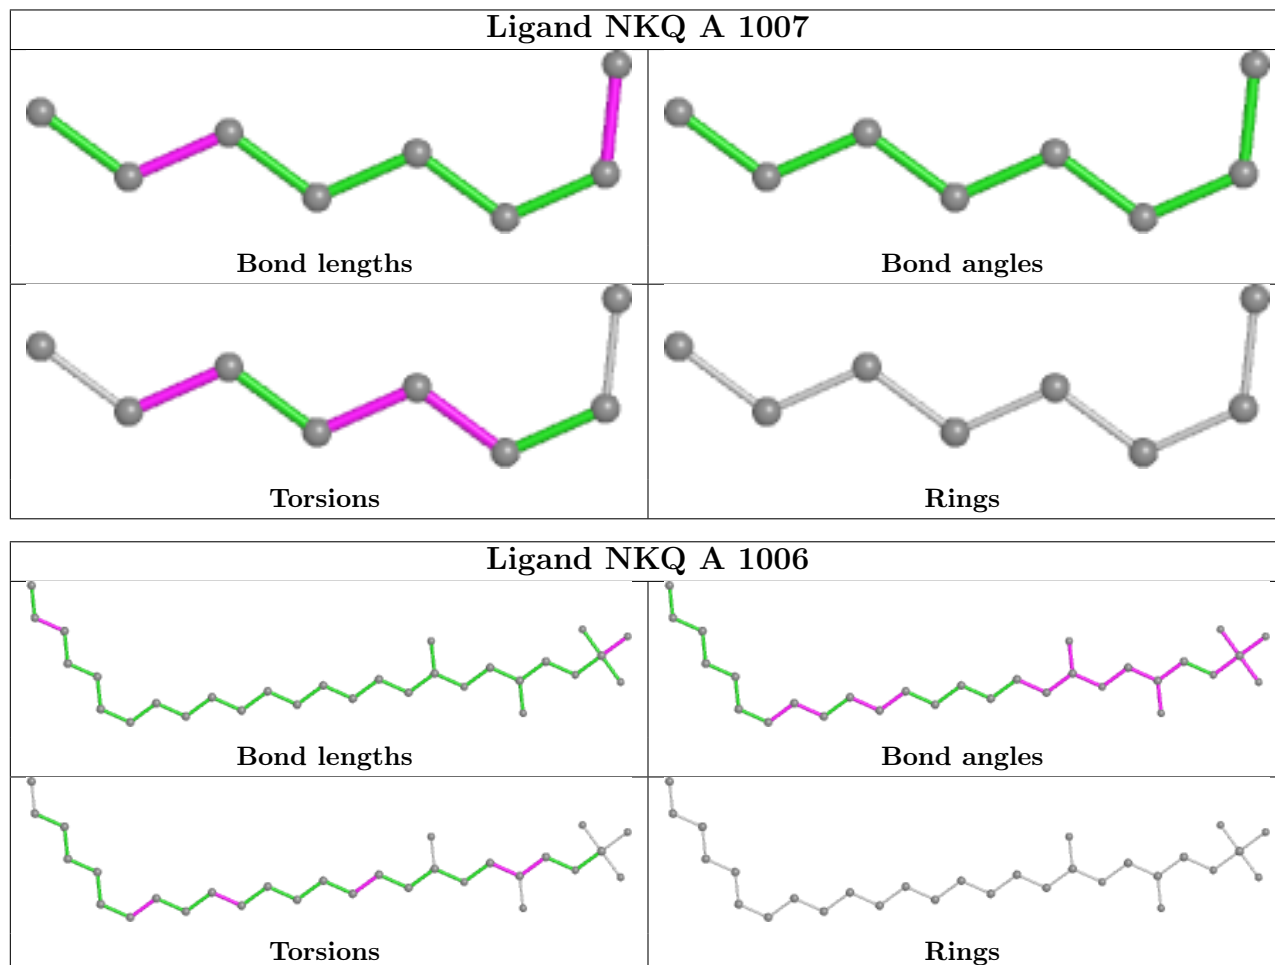 Ligand NKQ A 1007
Bond lengths
Bond angles
Torsions
Rings
Ligand NKQ A 1006
Bond lengths
Bond angles
Torsions
Rings